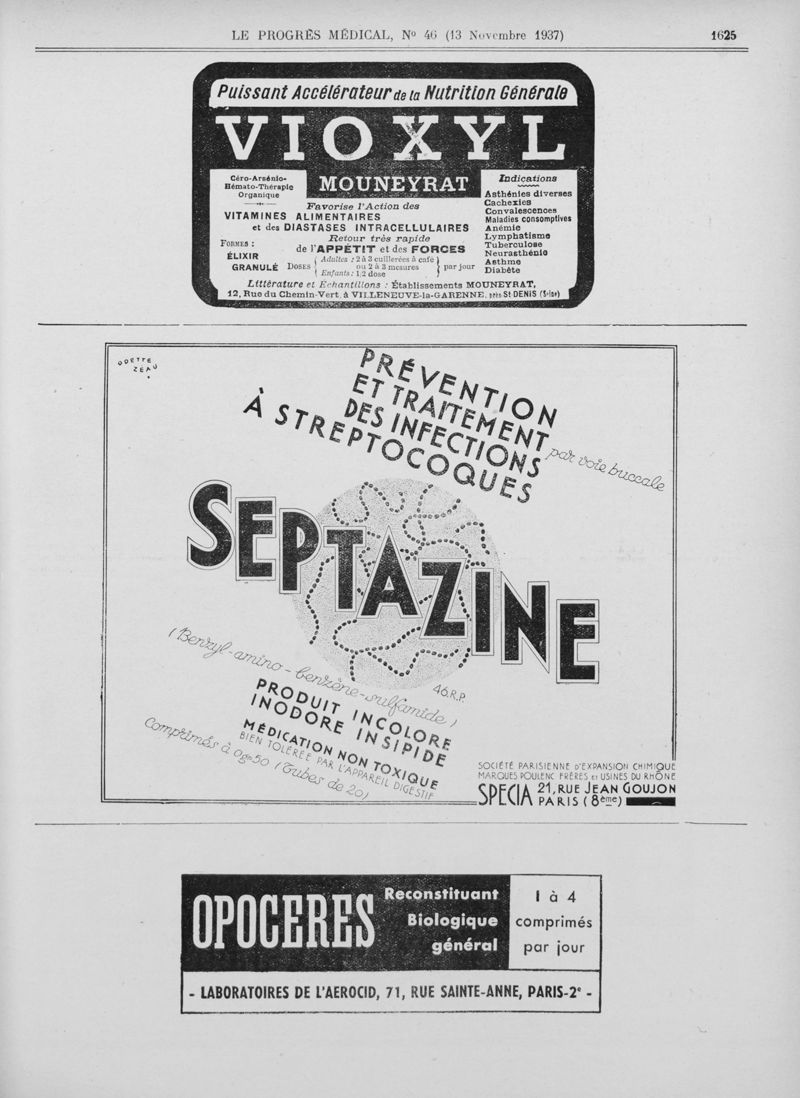 LE PROGRÈS MÉDICAL, No 46 (13 Novembre 1937)
1625
Puissant Accélérateur de la Nutrition Générale
VIOXYL
MOUNEYRAT
Céro-Arsénio-
Hémato-Thérapie
Organique
Favorise l'Action des
VITAMINES ALIMENTAIRES
et des DIASTASES INTRACELLULAIRES
Retour très rapide
de l'APPÉTIT et des FORCES
FORMES :
ÉLIXIR
GRANULÉ
DOSES
Adultes : 2 à 3 cuillerées à café
ou 2 à 3 mesures
Enfants : 1/2 dose
par jour
Indications
Asthénies diverses
Cachexies
Convalescences
Maladies consomptives
Anémie
Lymphatisme
Tuberculose
Neurasthénie
Asthme
Diabète
Littérature et Echantillons : Établissements MOUNEYRAT,
12, Rue du Chemin-Vert, à VILLENEUVE-la-GARENNE, près St DENIS (Seine)
ODETTE
ZÉAU
PRÉVENTION
ET TRAITEMENT
DES INFECTIONS par voie buccale
À STREPTOCOQUES
SEPTAZINE
(Benzyl-amino-benzène-sulfamide)
46.R.P.
PRODUIT INCOLORE
INODORE INSIPIDE
MÉDICATION NON TOXIQUE
BIEN TOLÉRÉE PAR L'APPAREIL DIGESTIF
Comprimés à 0gr50 (Tubes de 20)
SOCIÉTÉ PARISIENNE D'EXPANSION CHIMIQUE
MARQUES POULENC FRÈRES et USINES DU RHÔNE
SPECIA 21, RUE JEAN GOUJON
PARIS (8ème)
OPOCERES
Reconstituant
Biologique
général
1 à 4
comprimés
par jour
- LABORATOIRES DE L'AEROCID, 71, RUE SAINTE-ANNE, PARIS-2e -